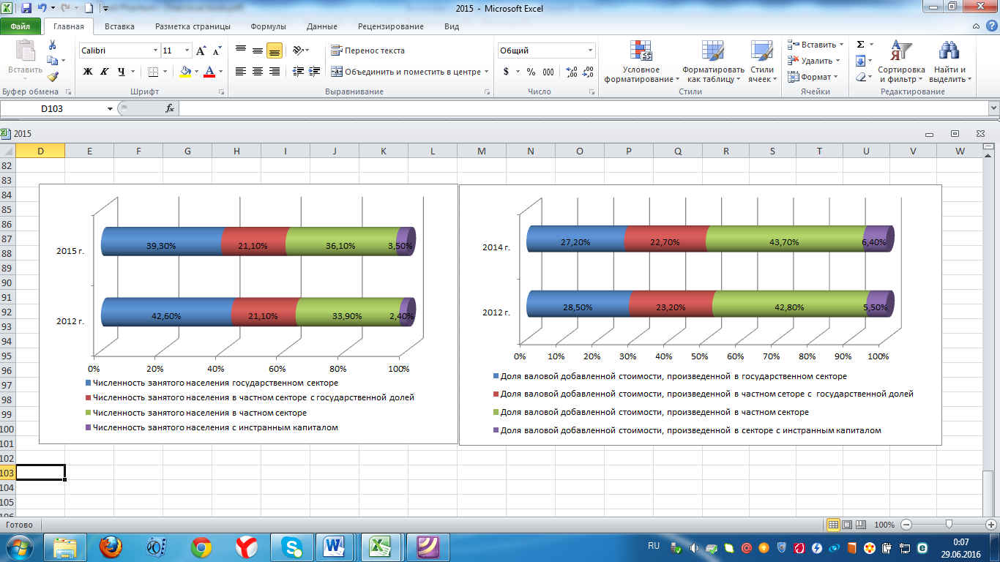 2015 - Microsoft Excel
Файл Главная Вставка Разметка страницы Формулы Данные Рецензирование Вид
Вставить
Calibri 11
Ж К Ч
Перенос текста
Объединить и поместить в центре
Общий
$ % 000
Условное форматирование
Форматировать как таблицу
Стили ячеек
Вставить
Удалить
Формат
Σ
Сортировка и фильтр
Найти и выделить
Буфер обмена Шрифт Выравнивание Число Стили Ячейки Редактирование
D103 fx
2015
D E F G H I J K L M N O P Q R S T U V W
82
83
84
85
86
87
88
89
90
91
92
93
94
95
96
97
98
99
100
101
102
103
104
105
106
2015 г. 39,30% 21,10% 36,10% 3,50%
2012 г. 42,60% 21,10% 33,90% 2,40%
0% 20% 40% 60% 80% 100%
Численность занятого населения государственном секторе
Численность занятого населения в частном секторе с государственной долей
Численность занятого населения в частном секторе
Численность занятого населения с инстранным капиталом
2014 г. 27,20% 22,70% 43,70% 6,40%
2012 г. 28,50% 23,20% 42,80% 5,50%
0% 10% 20% 30% 40% 50% 60% 70% 80% 90% 100%
Доля валовой добавленной стоимости, произведенной в государственном секторе
Доля валовой добавленной стоимости, произведенной в частном сеторе с государственной долей
Доля валовой добавленной стоимости, произведенной в частном секторе
Доля валовой добавленной стоимости, произведенной в секторе с инстранным капиталом
Готово 100%
RU 0:07
29.06.2016